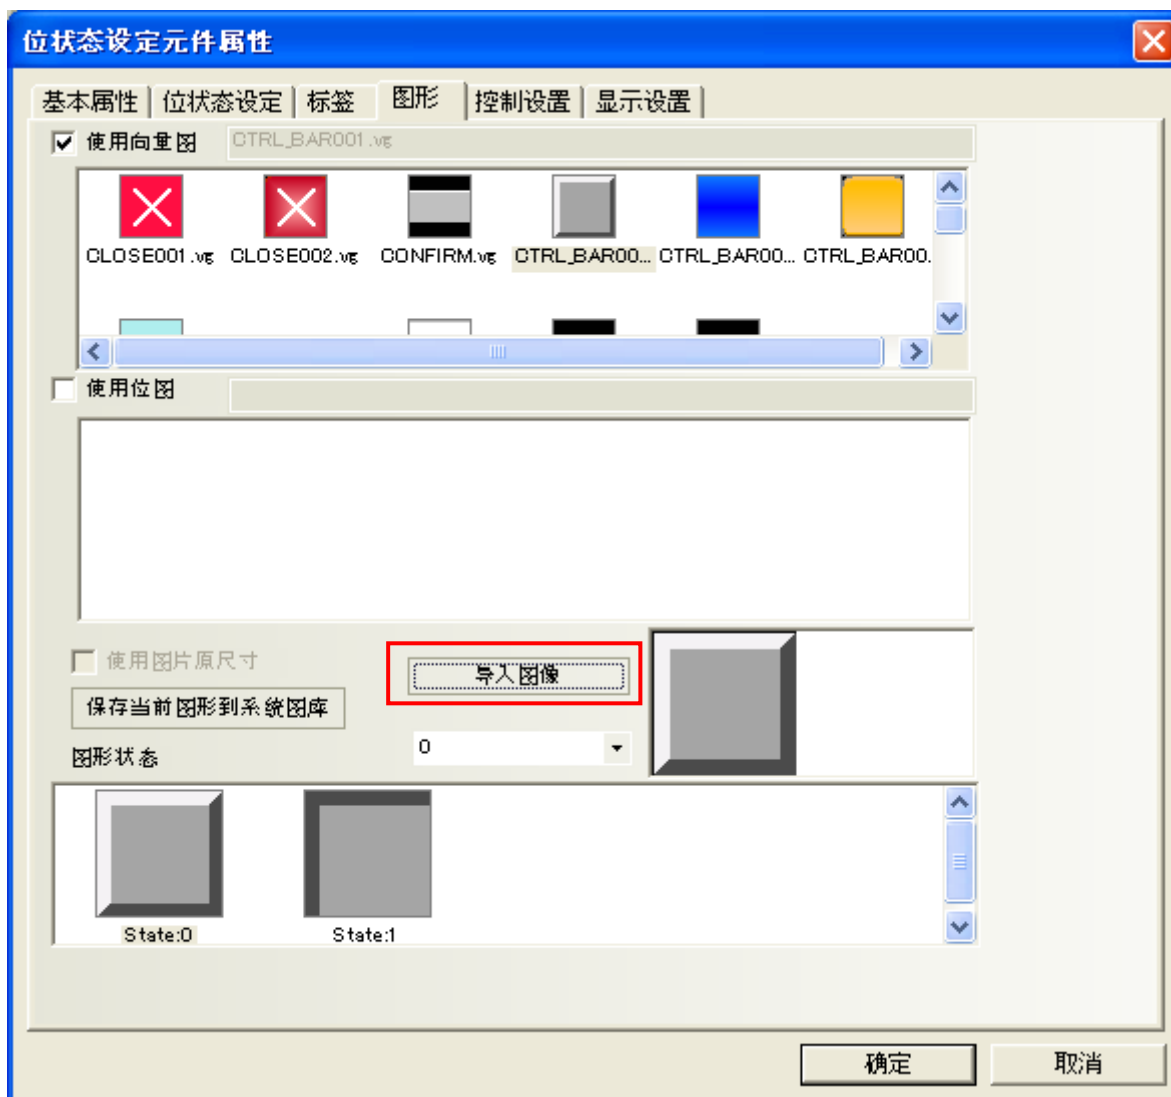 位状态设定元件属性
基本属性 位状态设定 标签 图形 控制设置 显示设置
使用向量图 CTRL_BAR001.vg
CLOSE001.vg CLOSE002.vg CONFIRM.vg CTRL_BAR00... CTRL_BAR00... CTRL_BAR00.
使用位图
使用图片原尺寸
导入图像
保存当前图形到系统图库
图形状态 0
State:0 State:1
确定 取消